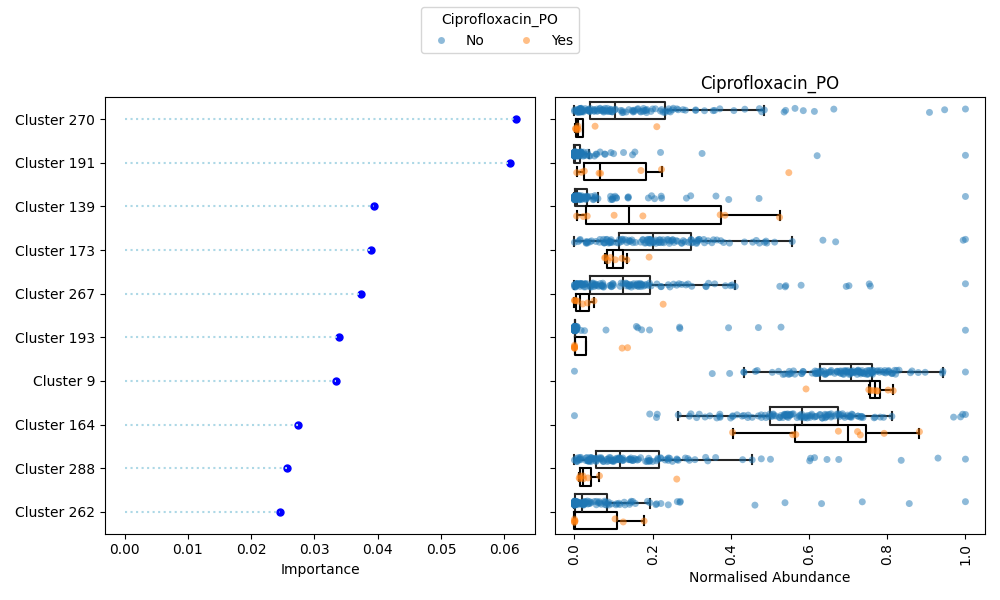 Ciprofloxacin_PO
No Yes
Ciprofloxacin_PO
Cluster 270
Cluster 191
Cluster 139
Cluster 173
Cluster 267
Cluster 193
Cluster 9
Cluster 164
Cluster 288
Cluster 262
0.00 0.01 0.02 0.03 0.04 0.05 0.06
Importance
0.0 0.2 0.4 0.6 0.8 1.0
Normalised Abundance